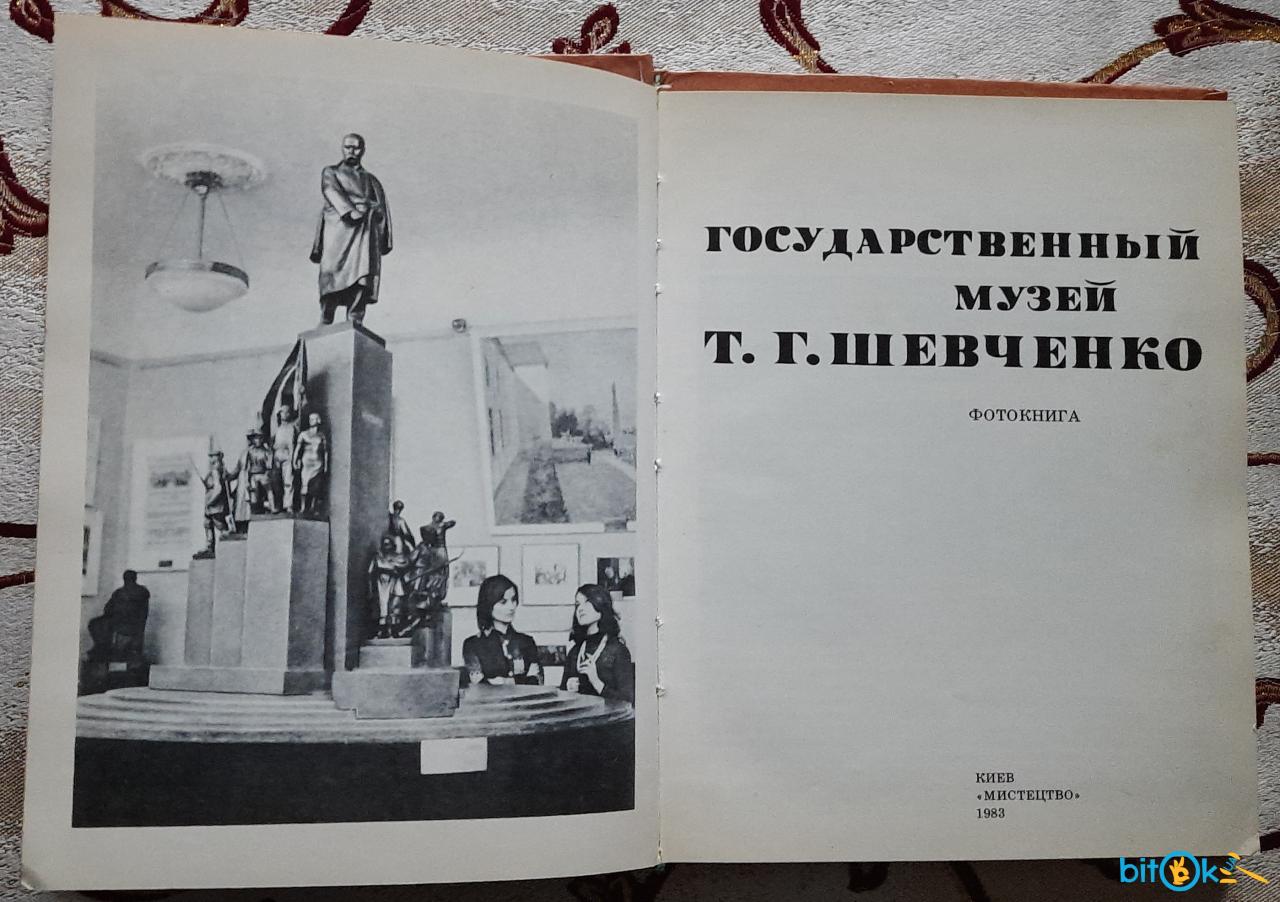 ГОСУДАРСТВЕННЫЙ
МУЗЕЙ
Т. Г. ШЕВЧЕНКО
ФОТОКНИГА
КИЕВ
«МИСТЕЦТВО»
1983
bitOk